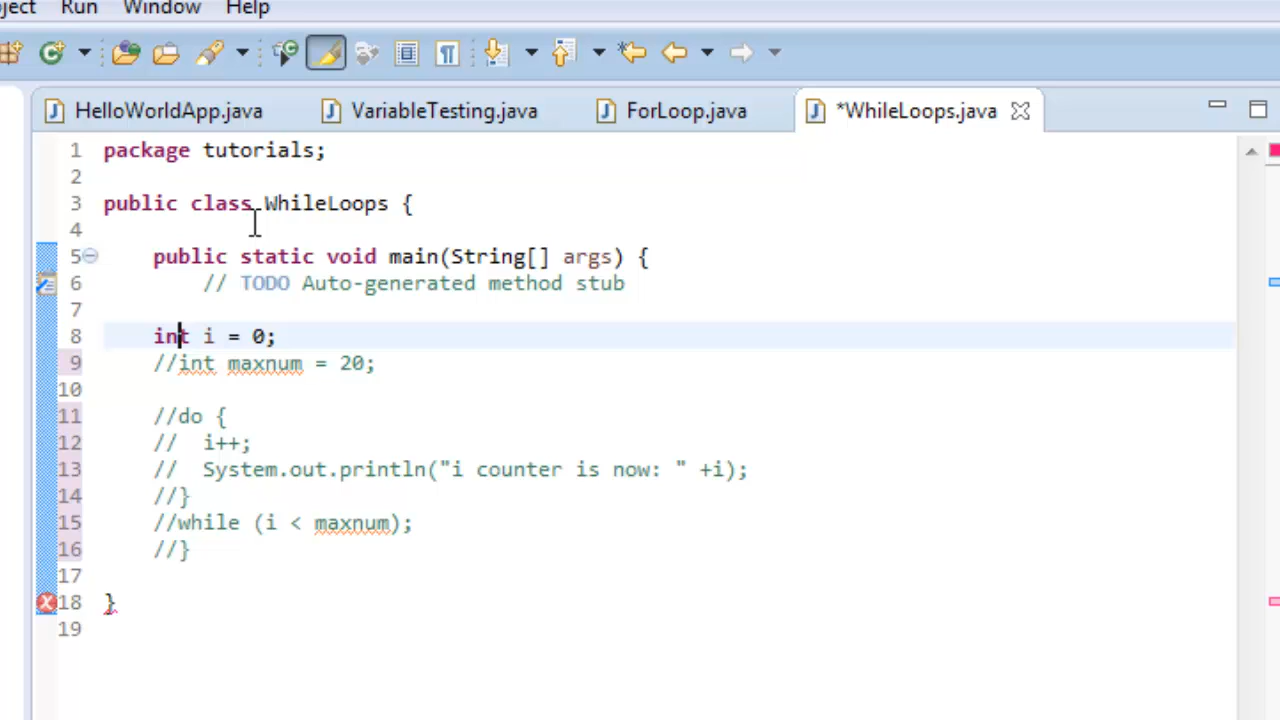 ject Run Window Help
HelloWorldApp.java VariableTesting.java ForLoop.java *WhileLoops.java
1 package tutorials;
2
3 public class WhileLoops {
4
5 public static void main(String[] args) {
6 // TODO Auto-generated method stub
7
8 int i = 0;
9 //int maxnum = 20;
10
11 //do {
12 // i++;
13 // System.out.println("i counter is now: " +i);
14 //}
15 //while (i < maxnum);
16 //}
17
18 }
19